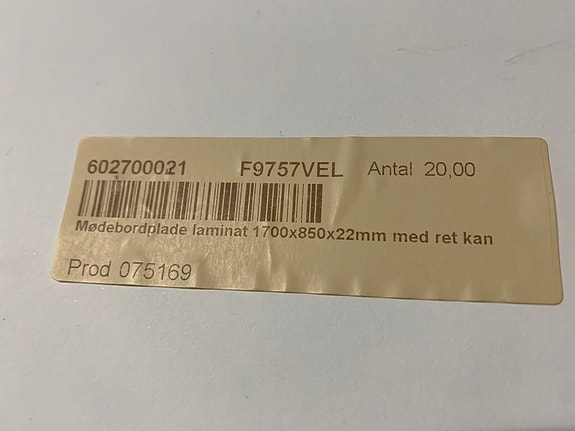 602700021 F9757VEL Antal 20,00
Mødebordplade laminat 1700x850x22mm med ret kan
Prod 075169